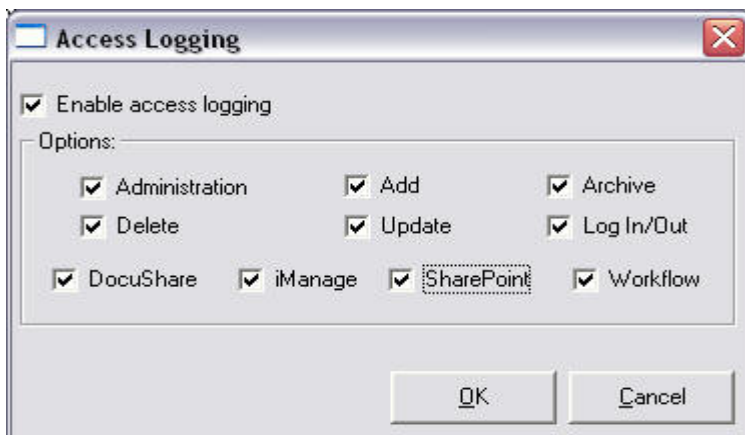 Access Logging
Enable access logging
Options:
Administration Add Archive
Delete Update Log In/Out
DocuShare iManage SharePoint Workflow
OK Cancel